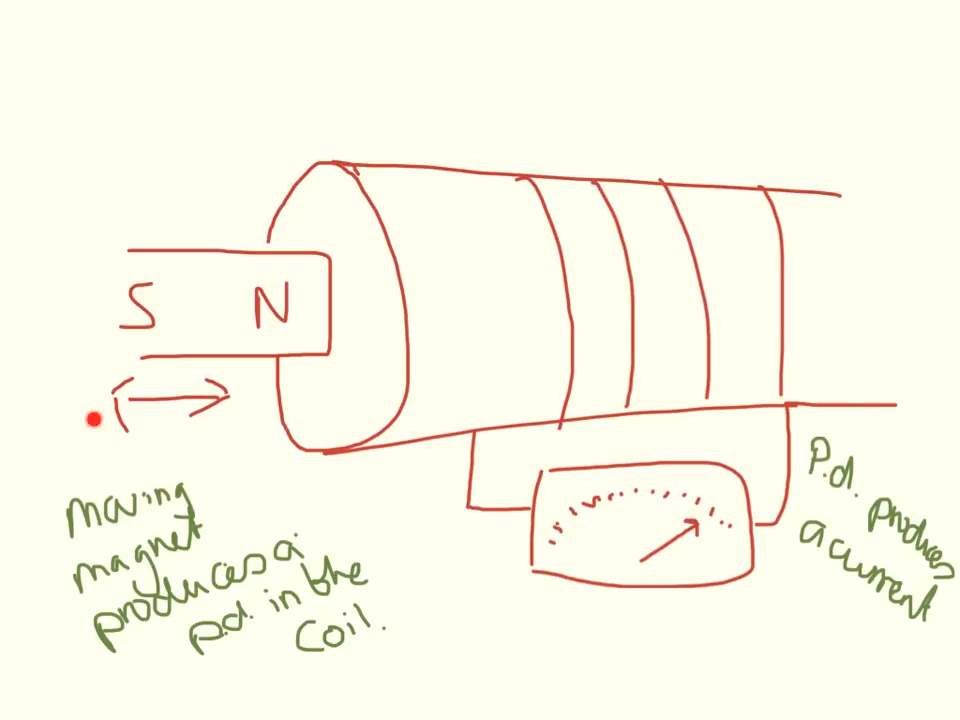 S N
moving
magnet
produces a
p.d. in the
coil.
P.d. produces
a current